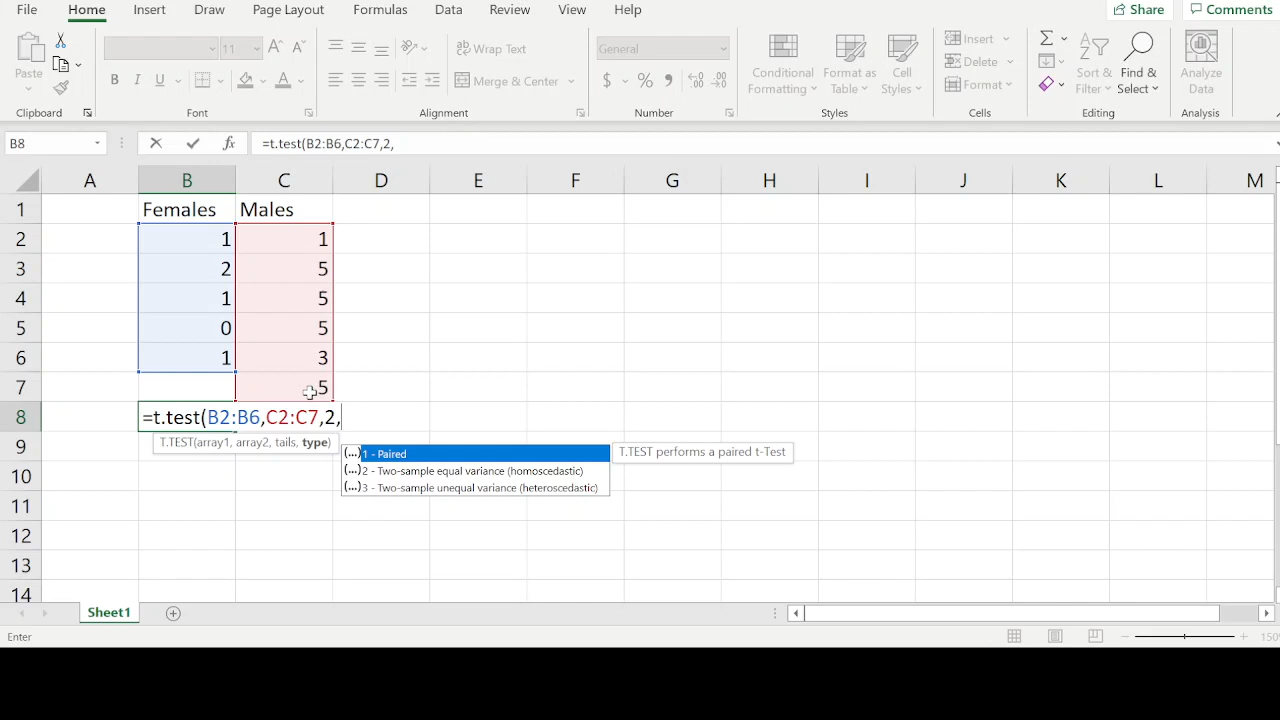 File Home Insert Draw Page Layout Formulas Data Review View Help Share Comments
11 A A Wrap Text General Insert
Paste B I U A Merge & Center $ % Conditional Formatting Format as Table Cell Styles Delete Format Sort & Filter Find & Select Analyze Data
Clipboard Font Alignment Number Styles Cells Editing Analysis
B8 fx =t.test(B2:B6,C2:C7,2,
A B C D E F G H I J K L M
1 Females Males
2 1 1
3 2 5
4 1 5
5 0 5
6 1 3
7 5
8 =t.test(B2:B6,C2:C7,2,
9 T.TEST(array1, array2, tails, type) (...) 1 - Paired T.TEST performs a paired t-Test
(...) 2 - Two-sample equal variance (homoscedastic)
10 (...) 3 - Two-sample unequal variance (heteroscedastic)
11
12
13
14
Sheet1
Enter 150